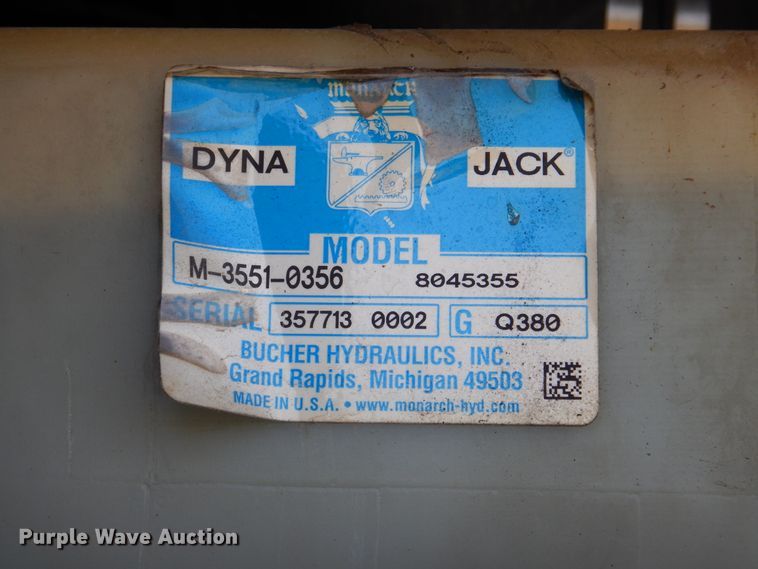 MONARCH
DYNA JACK®
MODEL
M-3551-0356 8045355
SERIAL 357713 0002 G Q380
BUCHER HYDRAULICS, INC.
Grand Rapids, Michigan 49503
MADE IN U.S.A. • www.monarch-hyd.com
Purple Wave Auction